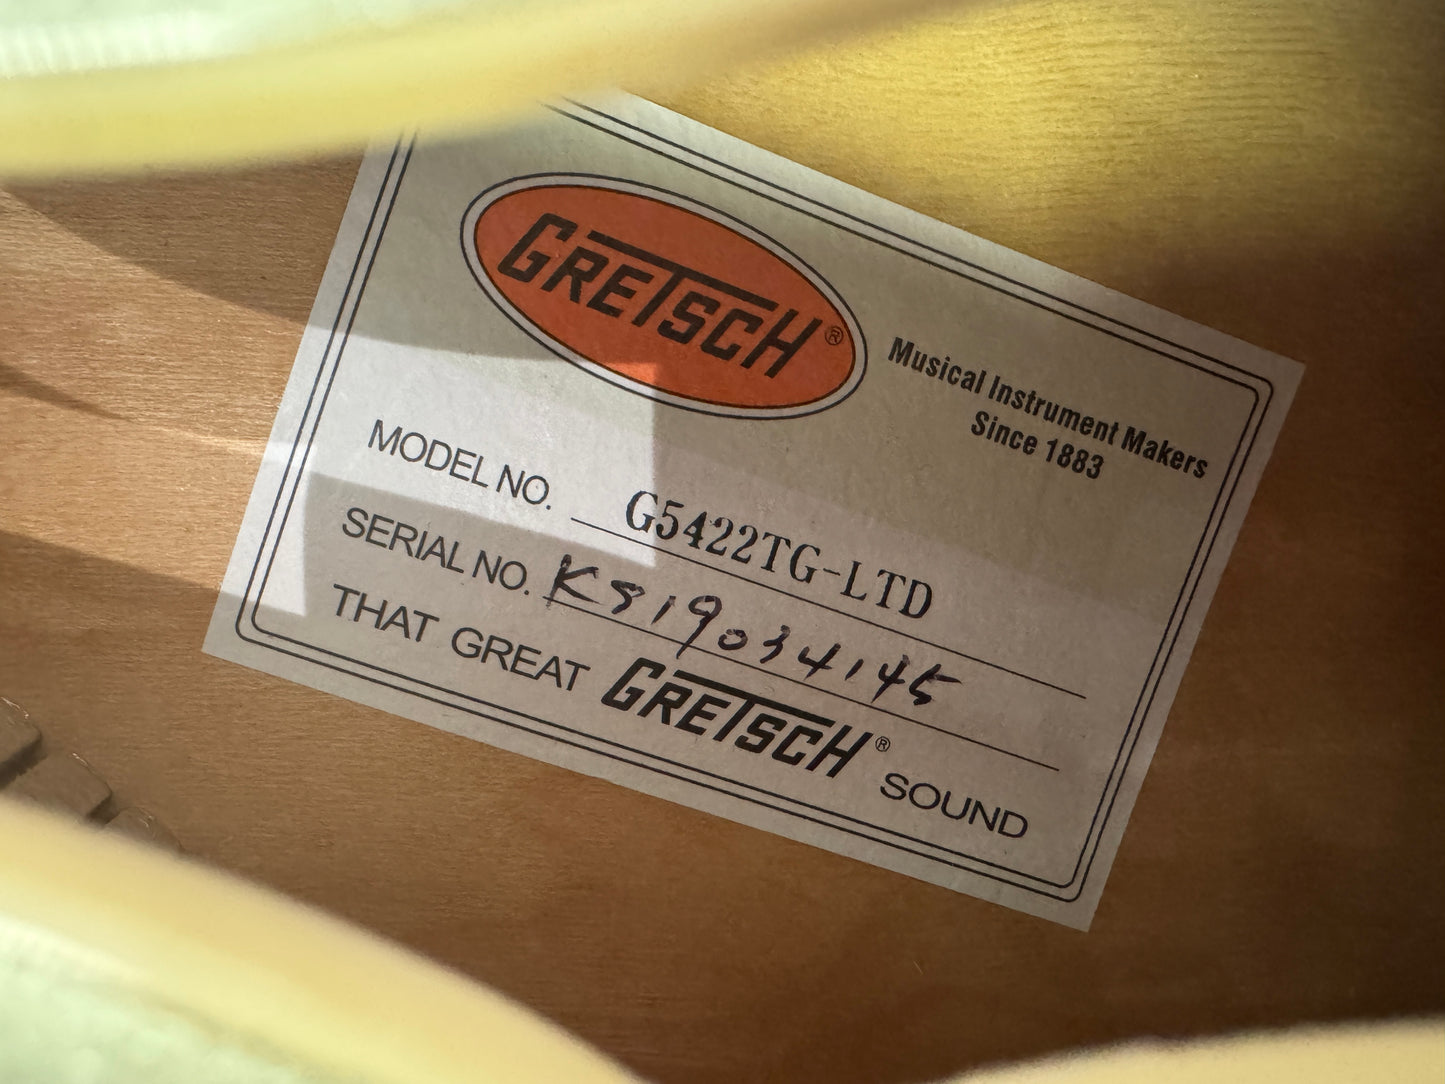 GRETSCH®
Musical Instrument Makers
Since 1883
MODEL NO. G5422TG-LTD
SERIAL NO. KS19034145
THAT GREAT GRETSCH® SOUND